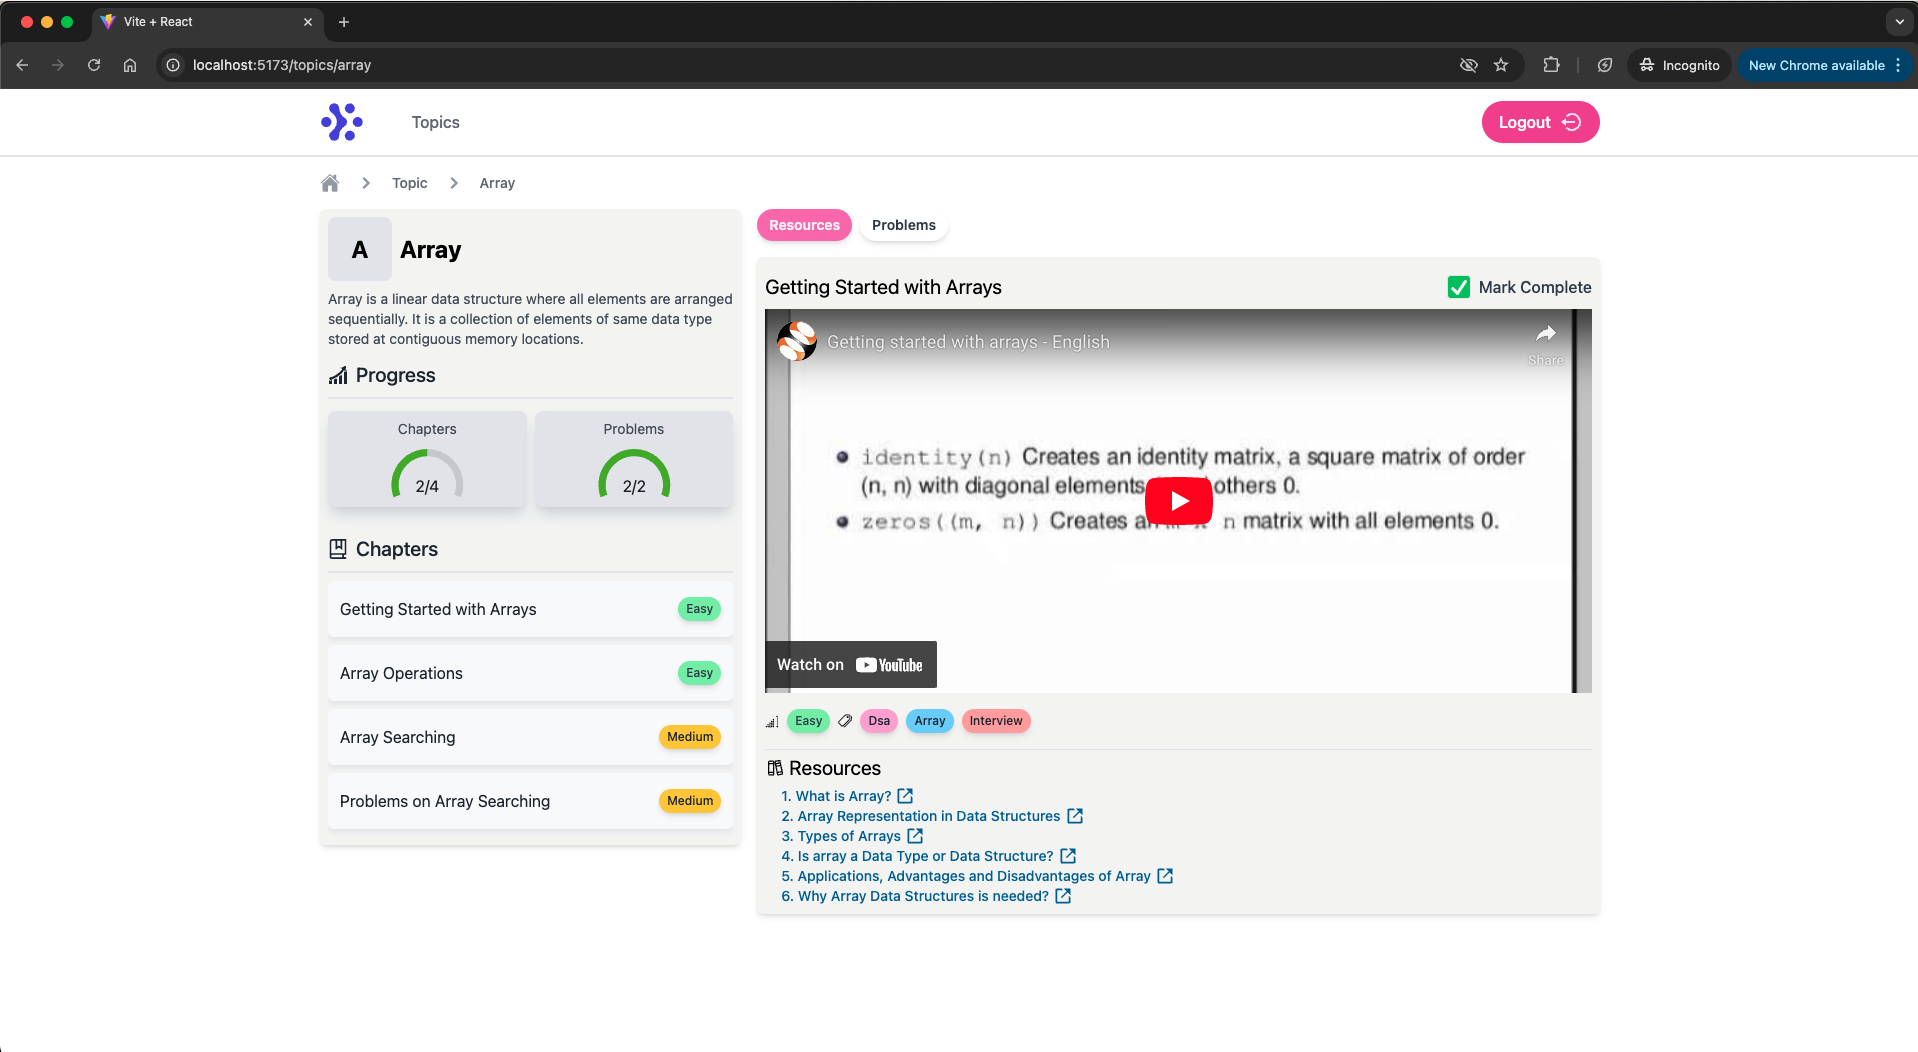 Vite + React
localhost:5173/topics/array
Incognito
New Chrome available
Topics
Logout
Topic
Array
A
Array
Array is a linear data structure where all elements are arranged
sequentially. It is a collection of elements of same data type
stored at contiguous memory locations.
Progress
Chapters
2/4
Problems
2/2
Chapters
Getting Started with Arrays
Easy
Array Operations
Easy
Array Searching
Medium
Problems on Array Searching
Medium
Resources
Problems
Getting Started with Arrays
Mark Complete
Getting started with arrays - English
Share
identity(n) Creates an identity matrix, a square matrix of order
(n, n) with diagonal elements others 0.
zeros((m, n)) Creates an m x n matrix with all elements 0.
Watch on YouTube
Easy
Dsa
Array
Interview
Resources
1. What is Array?
2. Array Representation in Data Structures
3. Types of Arrays
4. Is array a Data Type or Data Structure?
5. Applications, Advantages and Disadvantages of Array
6. Why Array Data Structures is needed?